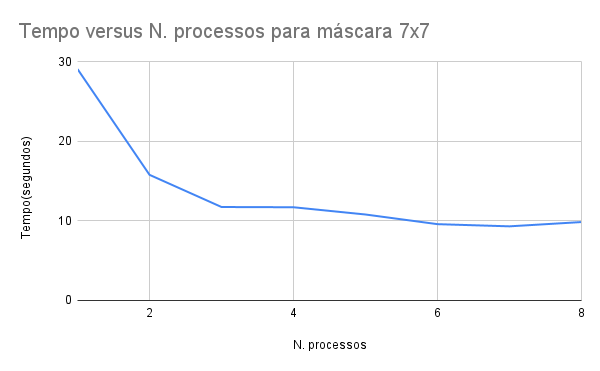 Tempo versus N. processos para máscara 7x7
30
20
10
0
Tempo(segundos)
2 4 6 8
N. processos